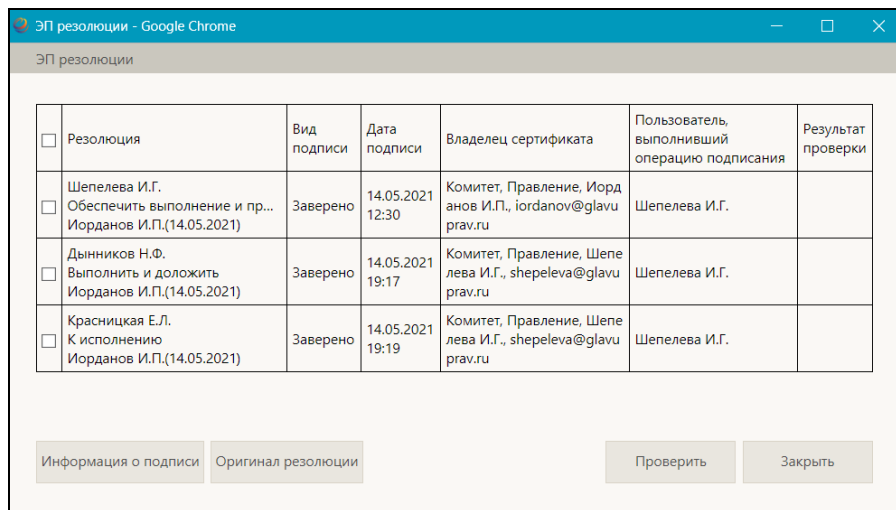 ЭП резолюции - Google Chrome
ЭП резолюции
Резолюция
Вид
подписи
Дата
подписи
Владелец сертификата
Пользователь,
выполнивший
операцию подписания
Результат
проверки
Шепелева И.Г.
Обеспечить выполнение и пр...
Иорданов И.П.(14.05.2021)
Заверено
14.05.2021
12:30
Комитет, Правление, Иорд
анов И.П., iordanov@glavu
prav.ru
Шепелева И.Г.
Дынников Н.Ф.
Выполнить и доложить
Иорданов И.П.(14.05.2021)
Заверено
14.05.2021
19:17
Комитет, Правление, Шепе
лева И.Г., shepeleva@glavu
prav.ru
Шепелева И.Г.
Красницкая Е.Л.
К исполнению
Иорданов И.П.(14.05.2021)
Заверено
14.05.2021
19:19
Комитет, Правление, Шепе
лева И.Г., shepeleva@glavu
prav.ru
Шепелева И.Г.
Информация о подписи
Оригинал резолюции
Проверить
Закрыть